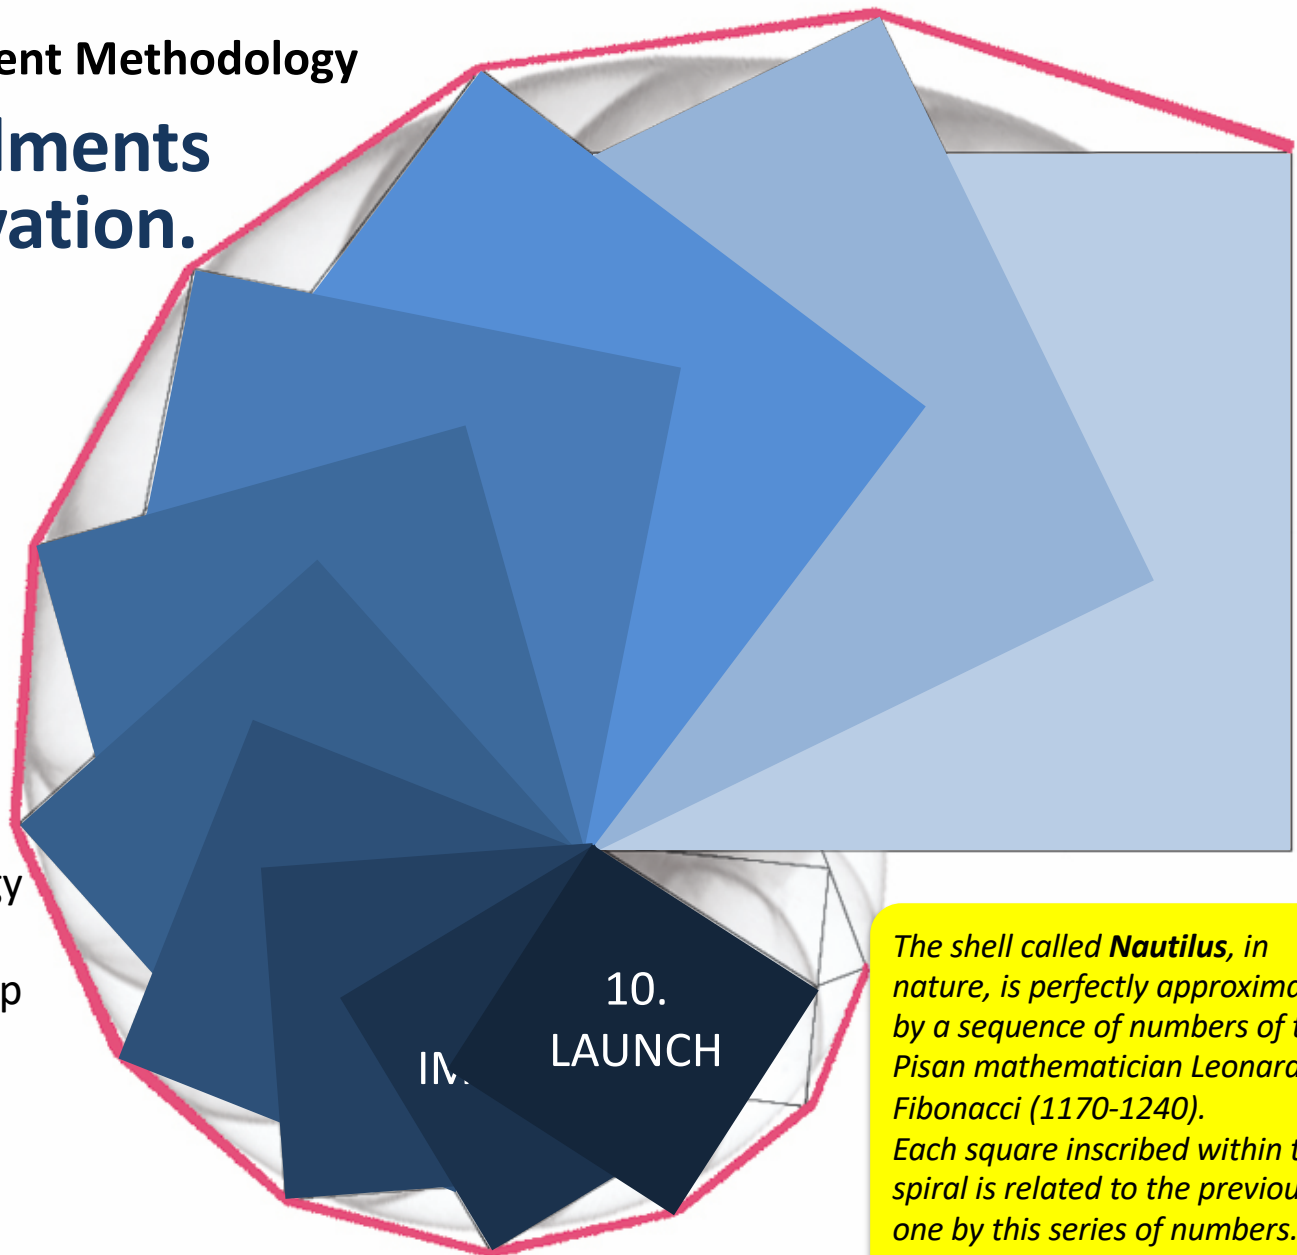 ent Methodology
lments
vation.
gy
p
10.
LAUNCH
IM
The shell called Nautilus, in
nature, is perfectly approxima
by a sequence of numbers of t
Pisan mathematician Leonard
Fibonacci (1170-1240).
Each square inscribed within t
spiral is related to the previou
one by this series of numbers.